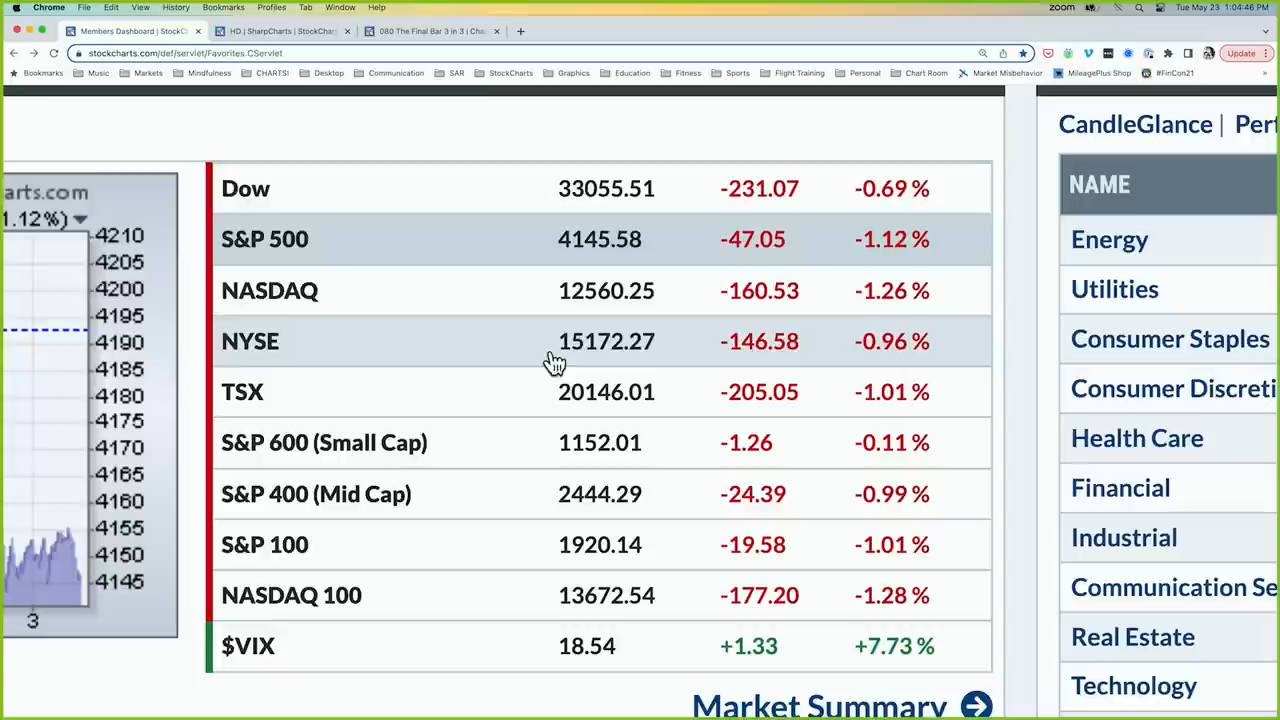 Chrome File Edit View History Bookmarks Profiles Tab Window Help zoom Tue May 23 1:04:46 PM
Members Dashboard | StockC × HD | SharpCharts | StockChar × 080 The Final Bar 3 in 3 | Cha × +
stockcharts.com/def/servlet/Favorites.CServlet Update
Bookmarks Music Markets Mindfulness CHARTS! Desktop Communication SAR StockCharts Graphics Education Fitness Sports Flight Training Personal Chart Room Market Misbehavior MileagePlus Shop #FinCon21 »
CandleGlance | Perf
arts.com
1.12%)
4210
4205
4200
4195
4190
4185
4180
4175
4170
4165
4160
4155
4150
4145
3
Dow 33055.51 -231.07 -0.69 %
S&P 500 4145.58 -47.05 -1.12 %
NASDAQ 12560.25 -160.53 -1.26 %
NYSE 15172.27 -146.58 -0.96 %
TSX 20146.01 -205.05 -1.01 %
S&P 600 (Small Cap) 1152.01 -1.26 -0.11 %
S&P 400 (Mid Cap) 2444.29 -24.39 -0.99 %
S&P 100 1920.14 -19.58 -1.01 %
NASDAQ 100 13672.54 -177.20 -1.28 %
$VIX 18.54 +1.33 +7.73 %
Market Summary
NAME
Energy
Utilities
Consumer Staples
Consumer Discreti
Health Care
Financial
Industrial
Communication Se
Real Estate
Technology